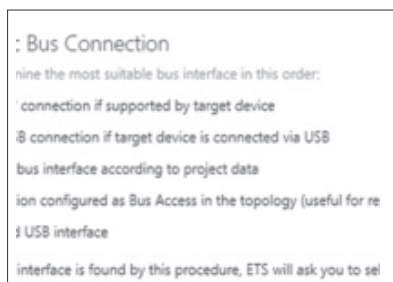 : Bus Connection
nine the most suitable bus interface in this order:
connection if supported by target device
B connection if target device is connected via USB
bus interface according to project data
ion configured as Bus Access in the topology (useful for re
d USB interface
interface is found by this procedure, ETS will ask you to sel